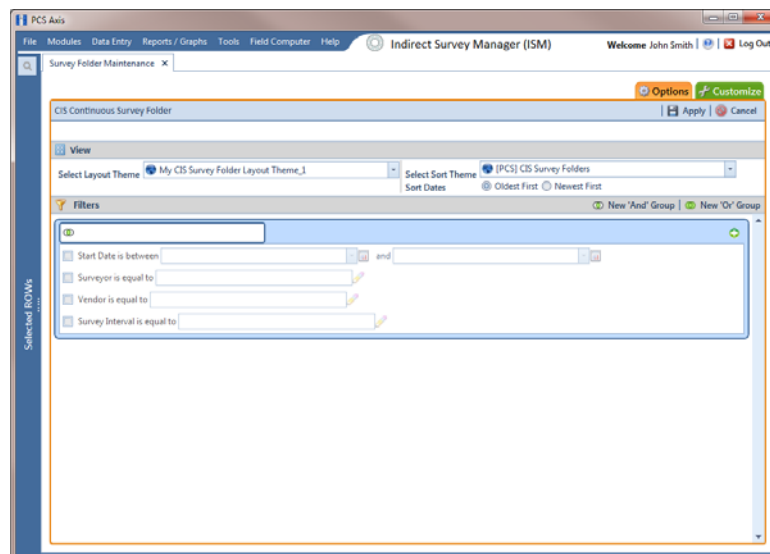 PCS Axis
File Modules Data Entry Reports / Graphs Tools Field Computer Help Indirect Survey Manager (ISM) Welcome John Smith | | Log Out
Survey Folder Maintenance X
Options Customize
CIS Continuous Survey Folder | Apply | Cancel
View
Select Layout Theme My CIS Survey Folder Layout Theme_1 Select Sort Theme [PCS] CIS Survey Folders
Sort Dates Oldest First Newest First
Filters New 'And' Group | New 'Or' Group
Start Date is between and
Surveyor is equal to
Vendor is equal to
Survey Interval is equal to
Selected ROWs